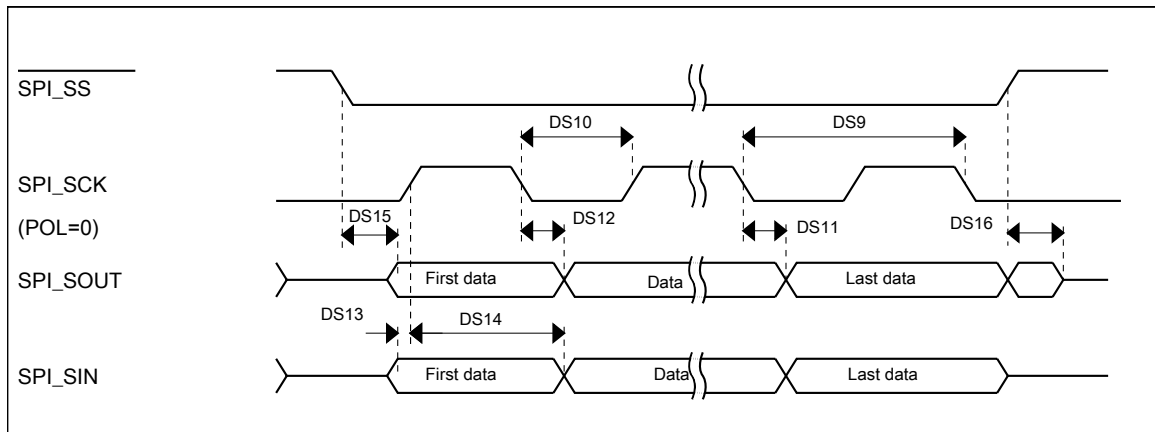 SPI_SS
DS10 DS9
SPI_SCK
DS15 DS12 DS11 DS16
(POL=0)
SPI_SOUT First data Data Last data
DS13 DS14
SPI_SIN First data Data Last data